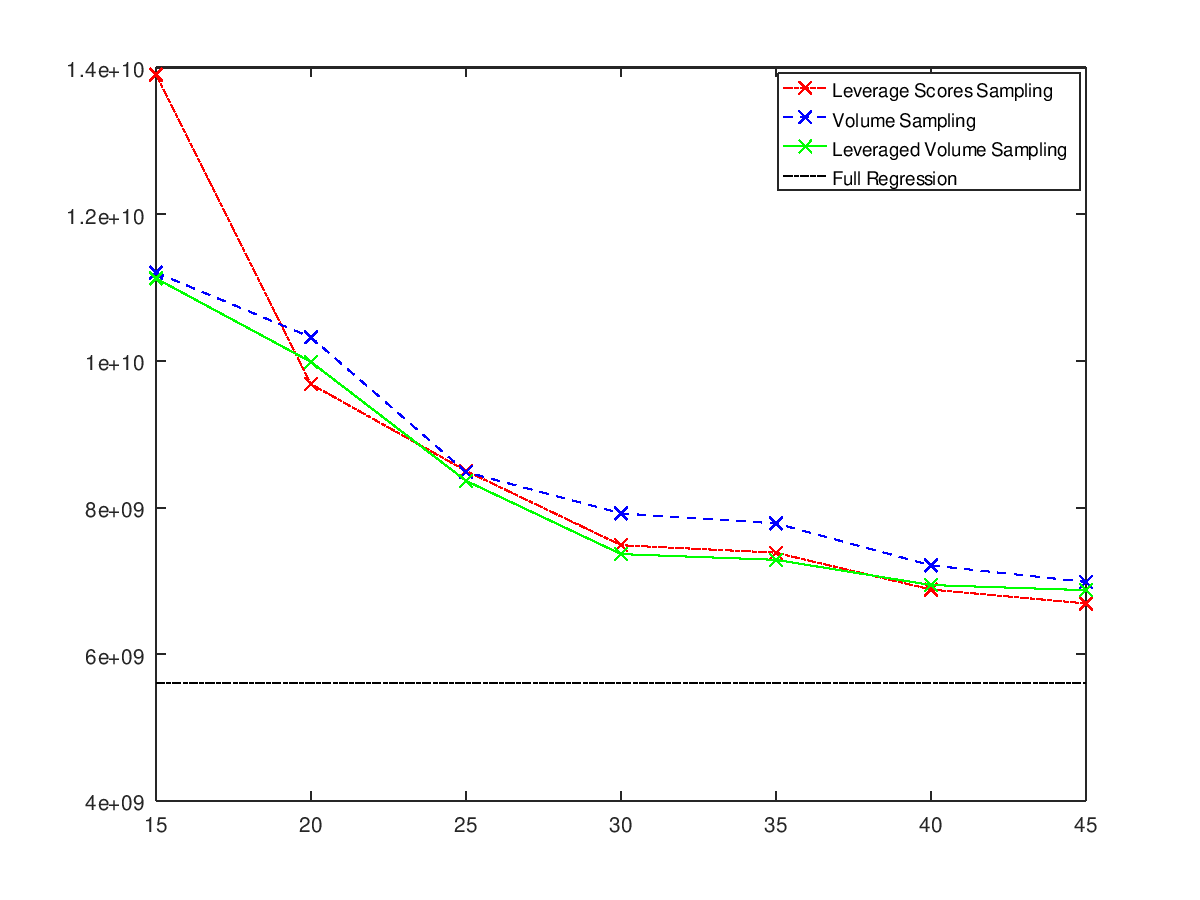 1.4e+10
1.2e+10
1e+10
8e+09
6e+09
4e+09
15 20 25 30 35 40 45
Leverage Scores Sampling
Volume Sampling
Leveraged Volume Sampling
Full Regression